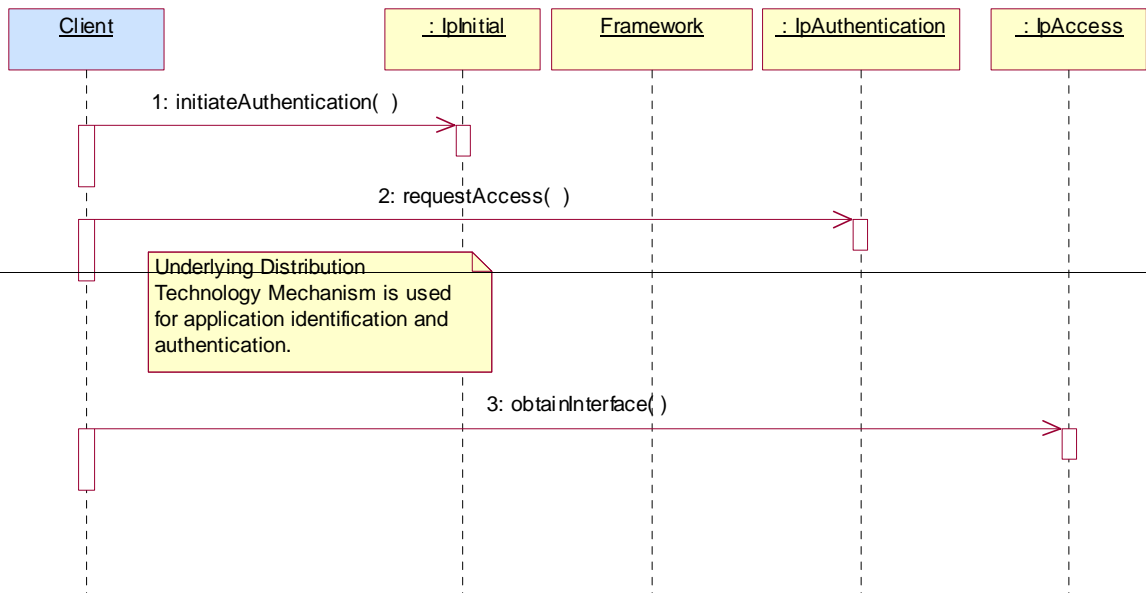 Client
: IpInitial
Framework
: IpAuthentication
: IpAccess
1: initiateAuthentication( )
2: requestAccess( )
Underlying Distribution
Technology Mechanism is used
for application identification and
authentication.
3: obtainInterface( )